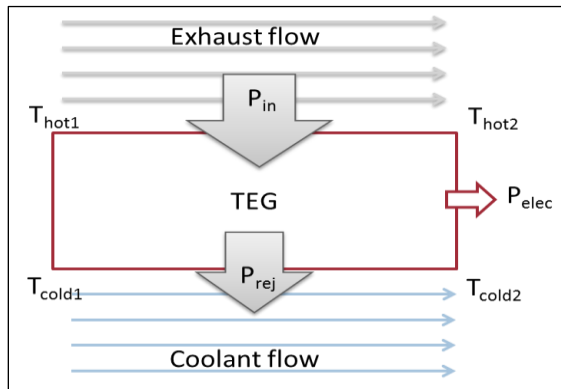 Exhaust flow
P_in
T_hot1
T_hot2
TEG
P_elec
P_rej
T_cold1
T_cold2
Coolant flow